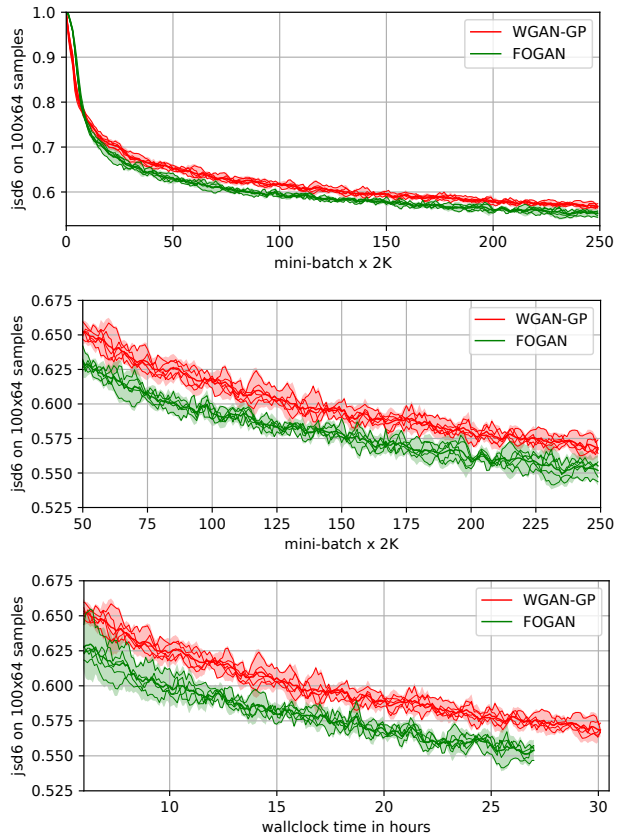 1.0
0.9
0.8
0.7
0.6
jsd6 on 100x64 samples
WGAN-GP
FOGAN
0 50 100 150 200 250
mini-batch x 2K
0.675
0.650
0.625
0.600
0.575
0.550
0.525
jsd6 on 100x64 samples
WGAN-GP
FOGAN
50 75 100 125 150 175 200 225 250
mini-batch x 2K
0.675
0.650
0.625
0.600
0.575
0.550
0.525
jsd6 on 100x64 samples
WGAN-GP
FOGAN
10 15 20 25 30
wallclock time in hours